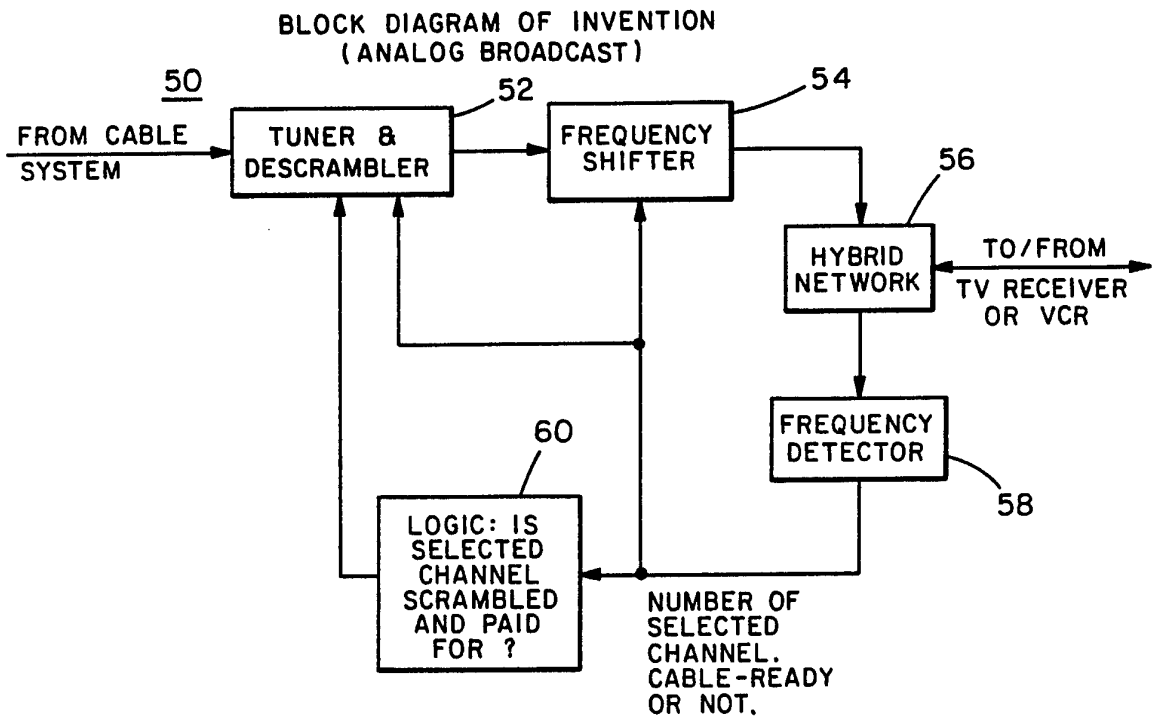 BLOCK DIAGRAM OF INVENTION
(ANALOG BROADCAST)
50
52
54
FROM CABLE
SYSTEM
TUNER &
DESCRAMBLER
FREQUENCY
SHIFTER
56
HYBRID
NETWORK
TO/FROM
TV RECEIVER
OR VCR
FREQUENCY
DETECTOR
58
60
LOGIC: IS
SELECTED
CHANNEL
SCRAMBLED
AND PAID
FOR ?
NUMBER OF
SELECTED
CHANNEL.
CABLE-READY
OR NOT.